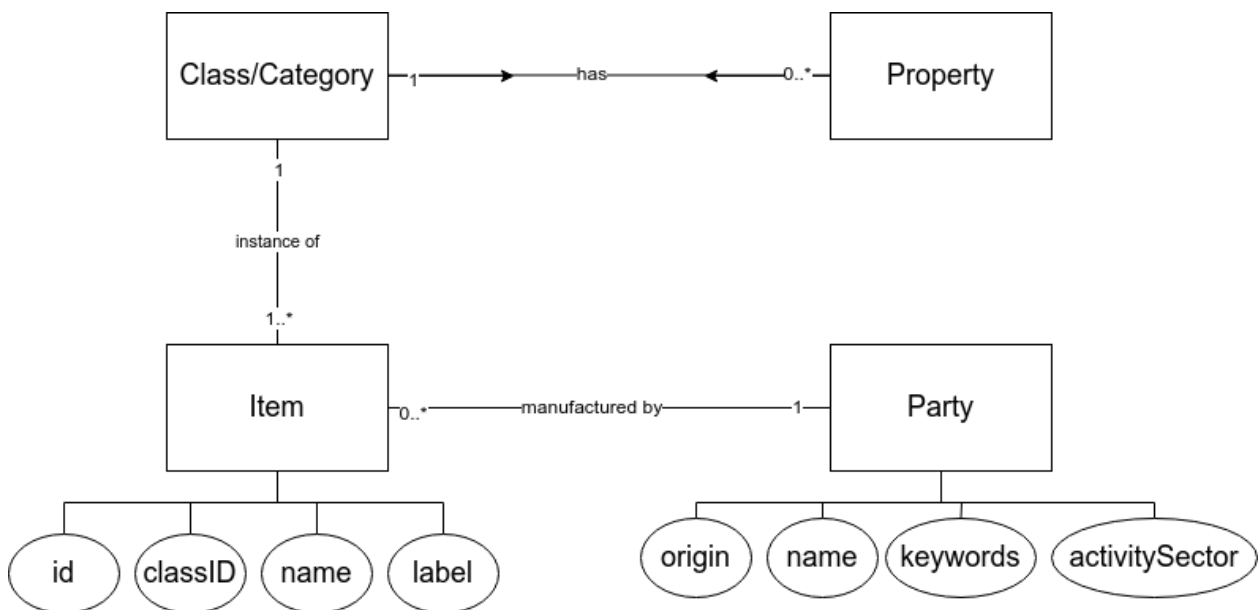 Class/Category
1
has
0..*
Property
1
instance of
1..*
Item
0..*
manufactured by
1
Party
id
classID
name
label
origin
name
keywords
activitySector